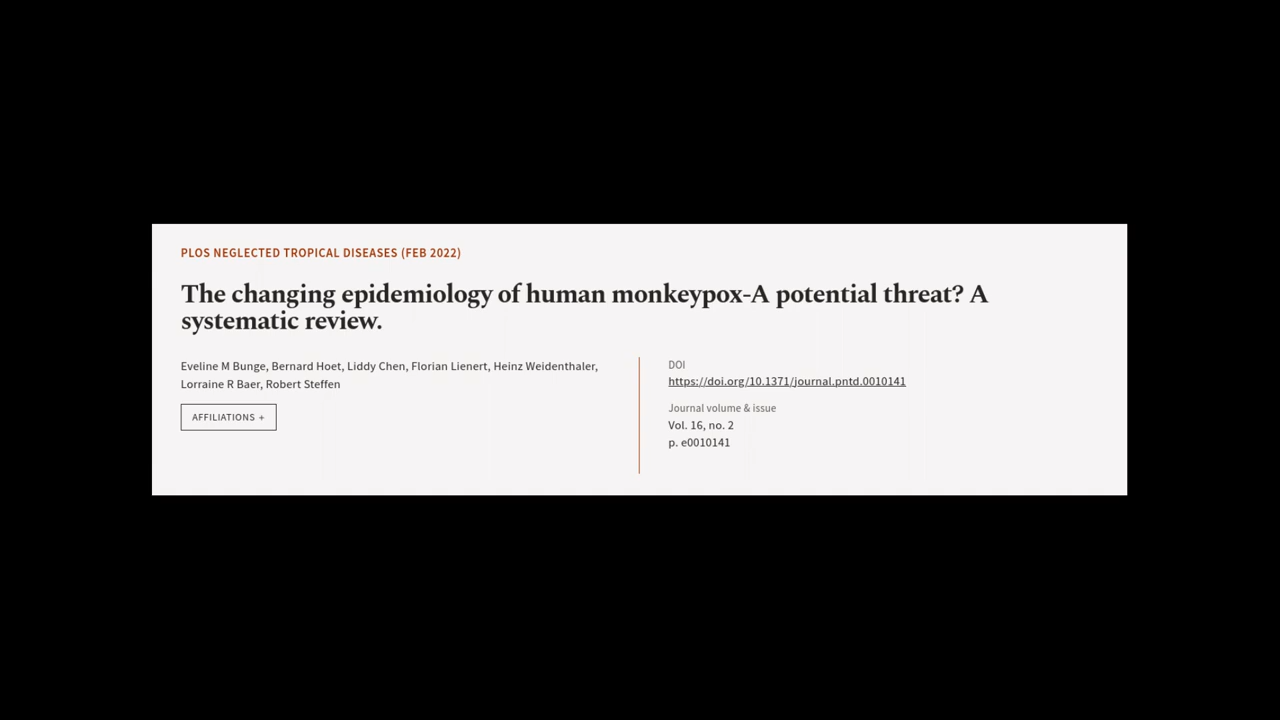 PLOS NEGLECTED TROPICAL DISEASES (FEB 2022)
The changing epidemiology of human monkeypox-A potential threat? A
systematic review.
Eveline M Bunge, Bernard Hoet, Liddy Chen, Florian Lienert, Heinz Weidenthaler,
Lorraine R Baer, Robert Steffen
AFFILIATIONS +
DOI
https://doi.org/10.1371/journal.pntd.0010141
Journal volume & issue
Vol. 16, no. 2
p. e0010141